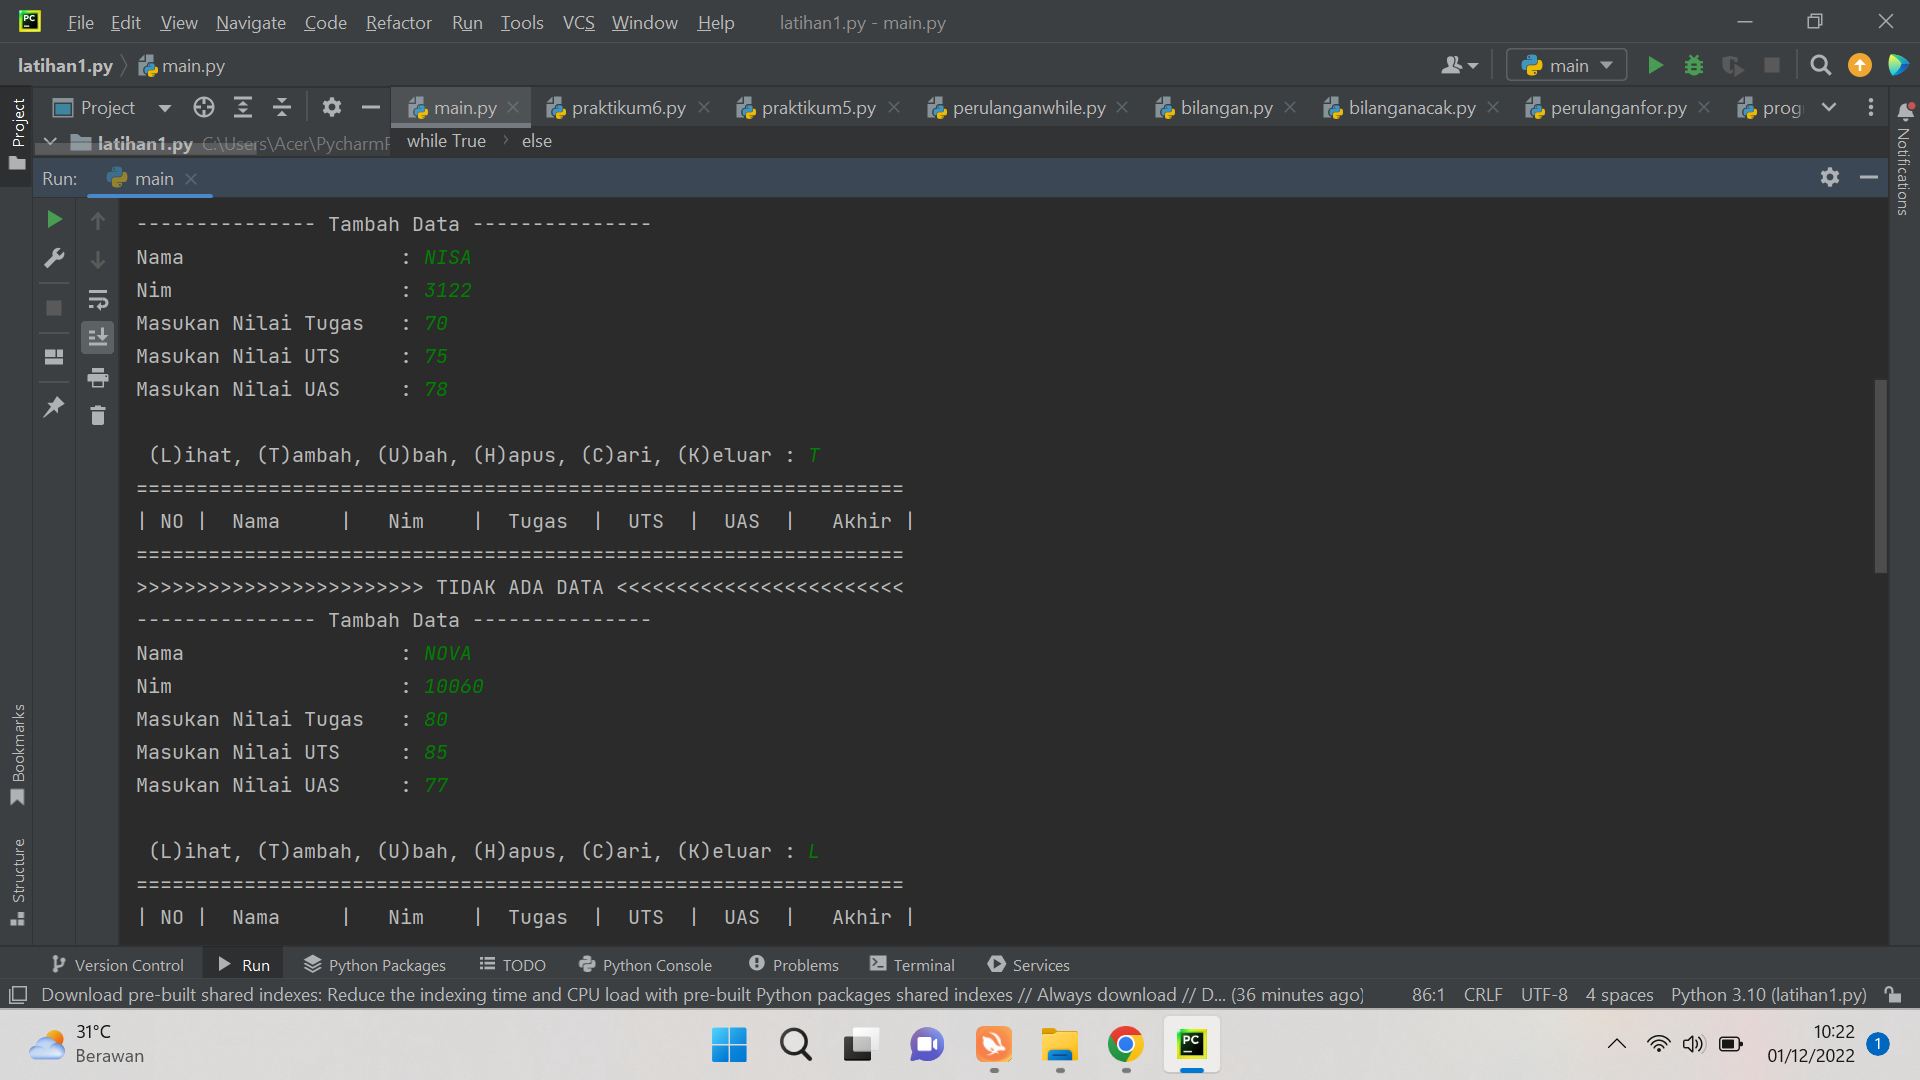 File Edit View Navigate Code Refactor Run Tools VCS Window Help latihan1.py - main.py
latihan1.py main.py main
Project main.py praktikum6.py praktikum5.py perulanganwhile.py bilangan.py bilanganacak.py perulanganfor.py prog
latihan1.py C:\Users\Acer\PycharmP while True else
Run: main
Project
Notifications
Bookmarks
Structure
--------------- Tambah Data ---------------
Nama : NISA
Nim : 3122
Masukan Nilai Tugas : 70
Masukan Nilai UTS : 75
Masukan Nilai UAS : 78
(L)ihat, (T)ambah, (U)bah, (H)apus, (C)ari, (K)eluar : T
================================================================
| NO | Nama | Nim | Tugas | UTS | UAS | Akhir |
================================================================
>>>>>>>>>>>>>>>>>>>>>>>> TIDAK ADA DATA <<<<<<<<<<<<<<<<<<<<<<<<
--------------- Tambah Data ---------------
Nama : NOVA
Nim : 10060
Masukan Nilai Tugas : 80
Masukan Nilai UTS : 85
Masukan Nilai UAS : 77
(L)ihat, (T)ambah, (U)bah, (H)apus, (C)ari, (K)eluar : L
================================================================
| NO | Nama | Nim | Tugas | UTS | UAS | Akhir |
Version Control Run Python Packages TODO Python Console Problems Terminal Services
Download pre-built shared indexes: Reduce the indexing time and CPU load with pre-built Python packages shared indexes // Always download // D... (36 minutes ago) 86:1 CRLF UTF-8 4 spaces Python 3.10 (latihan1.py)
31°C
Berawan
10:22
01/12/2022
1